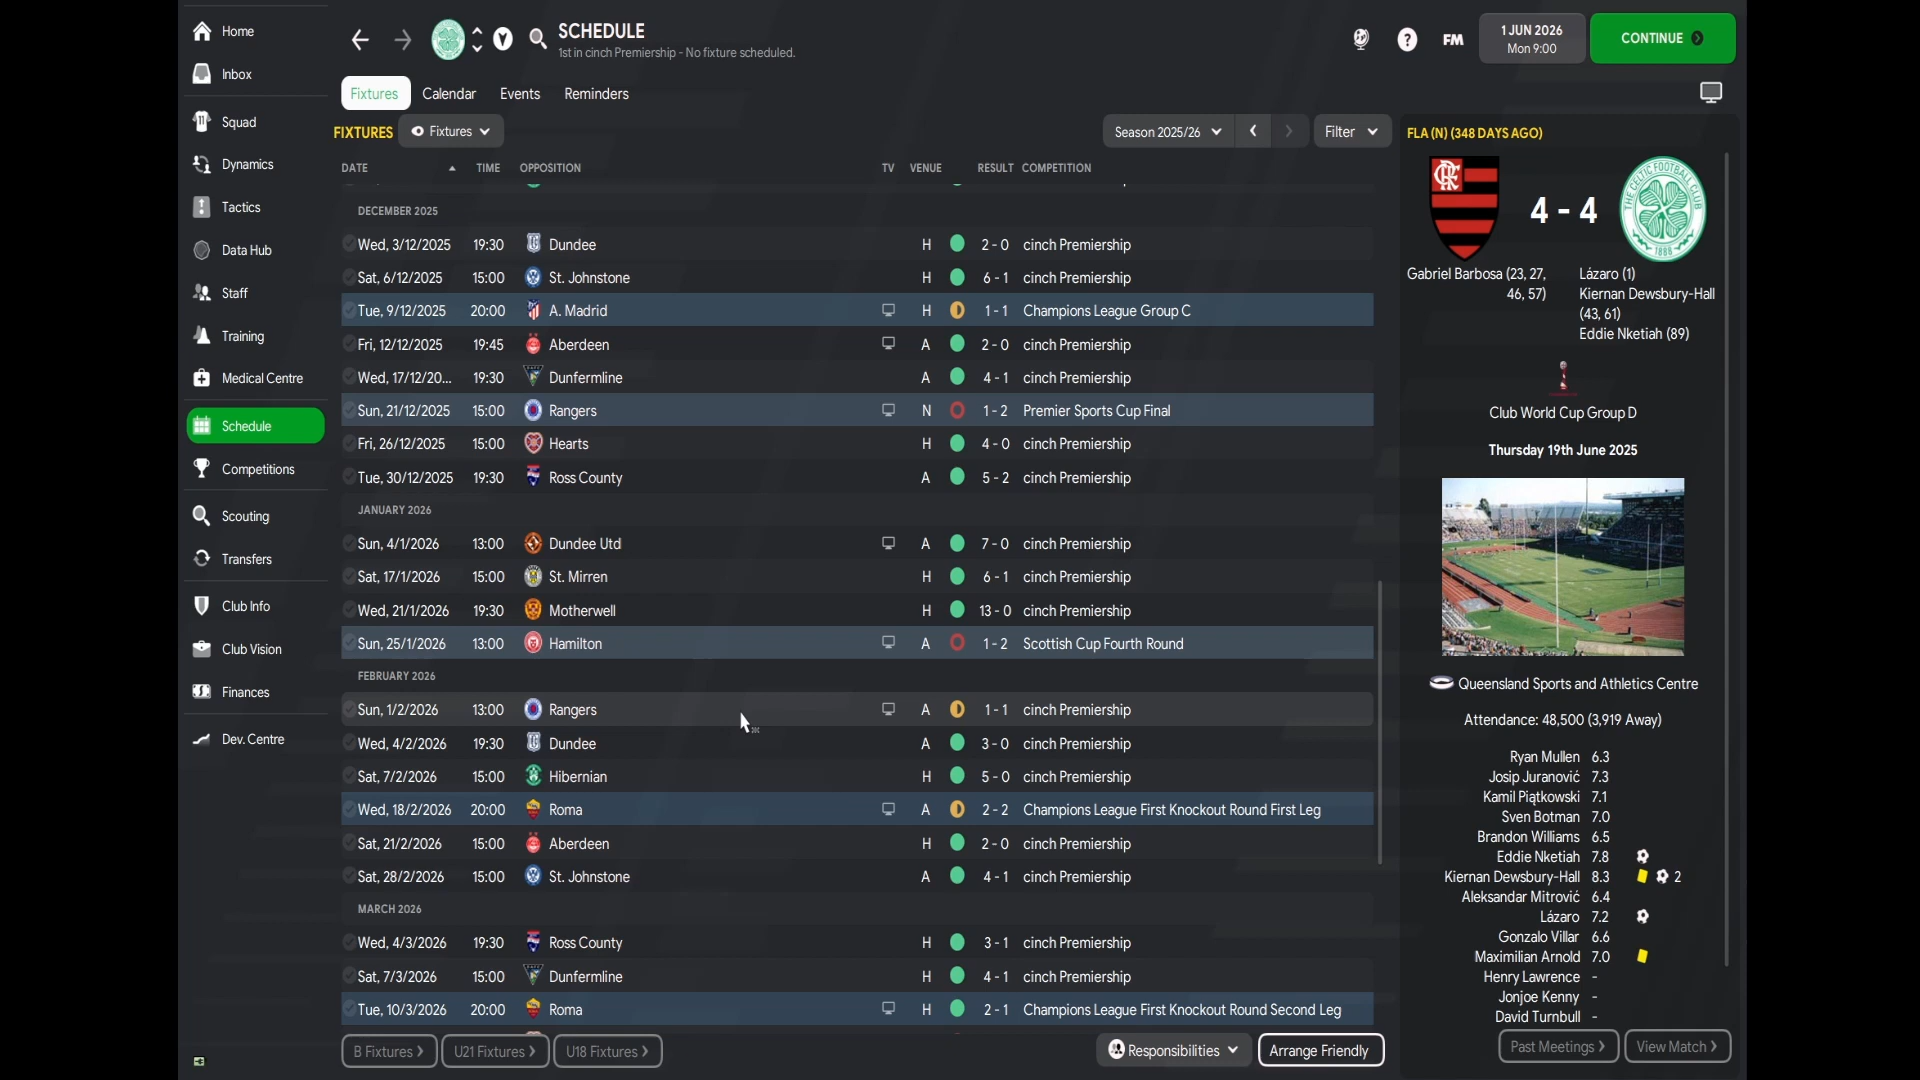 Home
Inbox
Squad
Dynamics
Tactics
Data Hub
Staff
Training
Medical Centre
Schedule
Competitions
Scouting
Transfers
Club Info
Club Vision
Finances
Dev. Centre
SCHEDULE
1st in cinch Premiership - No fixture scheduled.
FM
1 JUN 2026
Mon 9:00
CONTINUE
Fixtures Calendar Events Reminders
FIXTURES Fixtures Season 2025/26 Filter
DATE TIME OPPOSITION TV VENUE RESULT COMPETITION
DECEMBER 2025
Wed, 3/12/2025 19:30 Dundee H 2 - 0 cinch Premiership
Sat, 6/12/2025 15:00 St. Johnstone H 6 - 1 cinch Premiership
Tue, 9/12/2025 20:00 A. Madrid H 1 - 1 Champions League Group C
Fri, 12/12/2025 19:45 Aberdeen A 2 - 0 cinch Premiership
Wed, 17/12/20... 19:30 Dunfermline A 4 - 1 cinch Premiership
Sun, 21/12/2025 15:00 Rangers N 1 - 2 Premier Sports Cup Final
Fri, 26/12/2025 15:00 Hearts H 4 - 0 cinch Premiership
Tue, 30/12/2025 19:30 Ross County A 5 - 2 cinch Premiership
JANUARY 2026
Sun, 4/1/2026 13:00 Dundee Utd A 7 - 0 cinch Premiership
Sat, 17/1/2026 15:00 St. Mirren H 6 - 1 cinch Premiership
Wed, 21/1/2026 19:30 Motherwell H 13 - 0 cinch Premiership
Sun, 25/1/2026 13:00 Hamilton A 1 - 2 Scottish Cup Fourth Round
FEBRUARY 2026
Sun, 1/2/2026 13:00 Rangers A 1 - 1 cinch Premiership
Wed, 4/2/2026 19:30 Dundee A 3 - 0 cinch Premiership
Sat, 7/2/2026 15:00 Hibernian H 5 - 0 cinch Premiership
Wed, 18/2/2026 20:00 Roma A 2 - 2 Champions League First Knockout Round First Leg
Sat, 21/2/2026 15:00 Aberdeen H 2 - 0 cinch Premiership
Sat, 28/2/2026 15:00 St. Johnstone A 4 - 1 cinch Premiership
MARCH 2026
Wed, 4/3/2026 19:30 Ross County H 3 - 1 cinch Premiership
Sat, 7/3/2026 15:00 Dunfermline H 4 - 1 cinch Premiership
Tue, 10/3/2026 20:00 Roma H 2 - 1 Champions League First Knockout Round Second Leg
B Fixtures U21 Fixtures U18 Fixtures Responsibilities Arrange Friendly
FLA (N) (348 DAYS AGO)
THE CELTIC FOOTBALL CLUB
1888
4 - 4
Gabriel Barbosa (23, 27,
46, 57)
Lázaro (1)
Kiernan Dewsbury-Hall
(43, 61)
Eddie Nketiah (89)
Club World Cup Group D
Thursday 19th June 2025
Queensland Sports and Athletics Centre
Attendance: 48,500 (3,919 Away)
Ryan Mullen 6.3
Josip Juranović 7.3
Kamil Piątkowski 7.1
Sven Botman 7.0
Brandon Williams 6.5
Eddie Nketiah 7.8
Kiernan Dewsbury-Hall 8.3 2
Aleksandar Mitrović 6.4
Lázaro 7.2
Gonzalo Villar 6.6
Maximilian Arnold 7.0
Henry Lawrence -
Jonjoe Kenny -
David Turnbull -
Past Meetings View Match